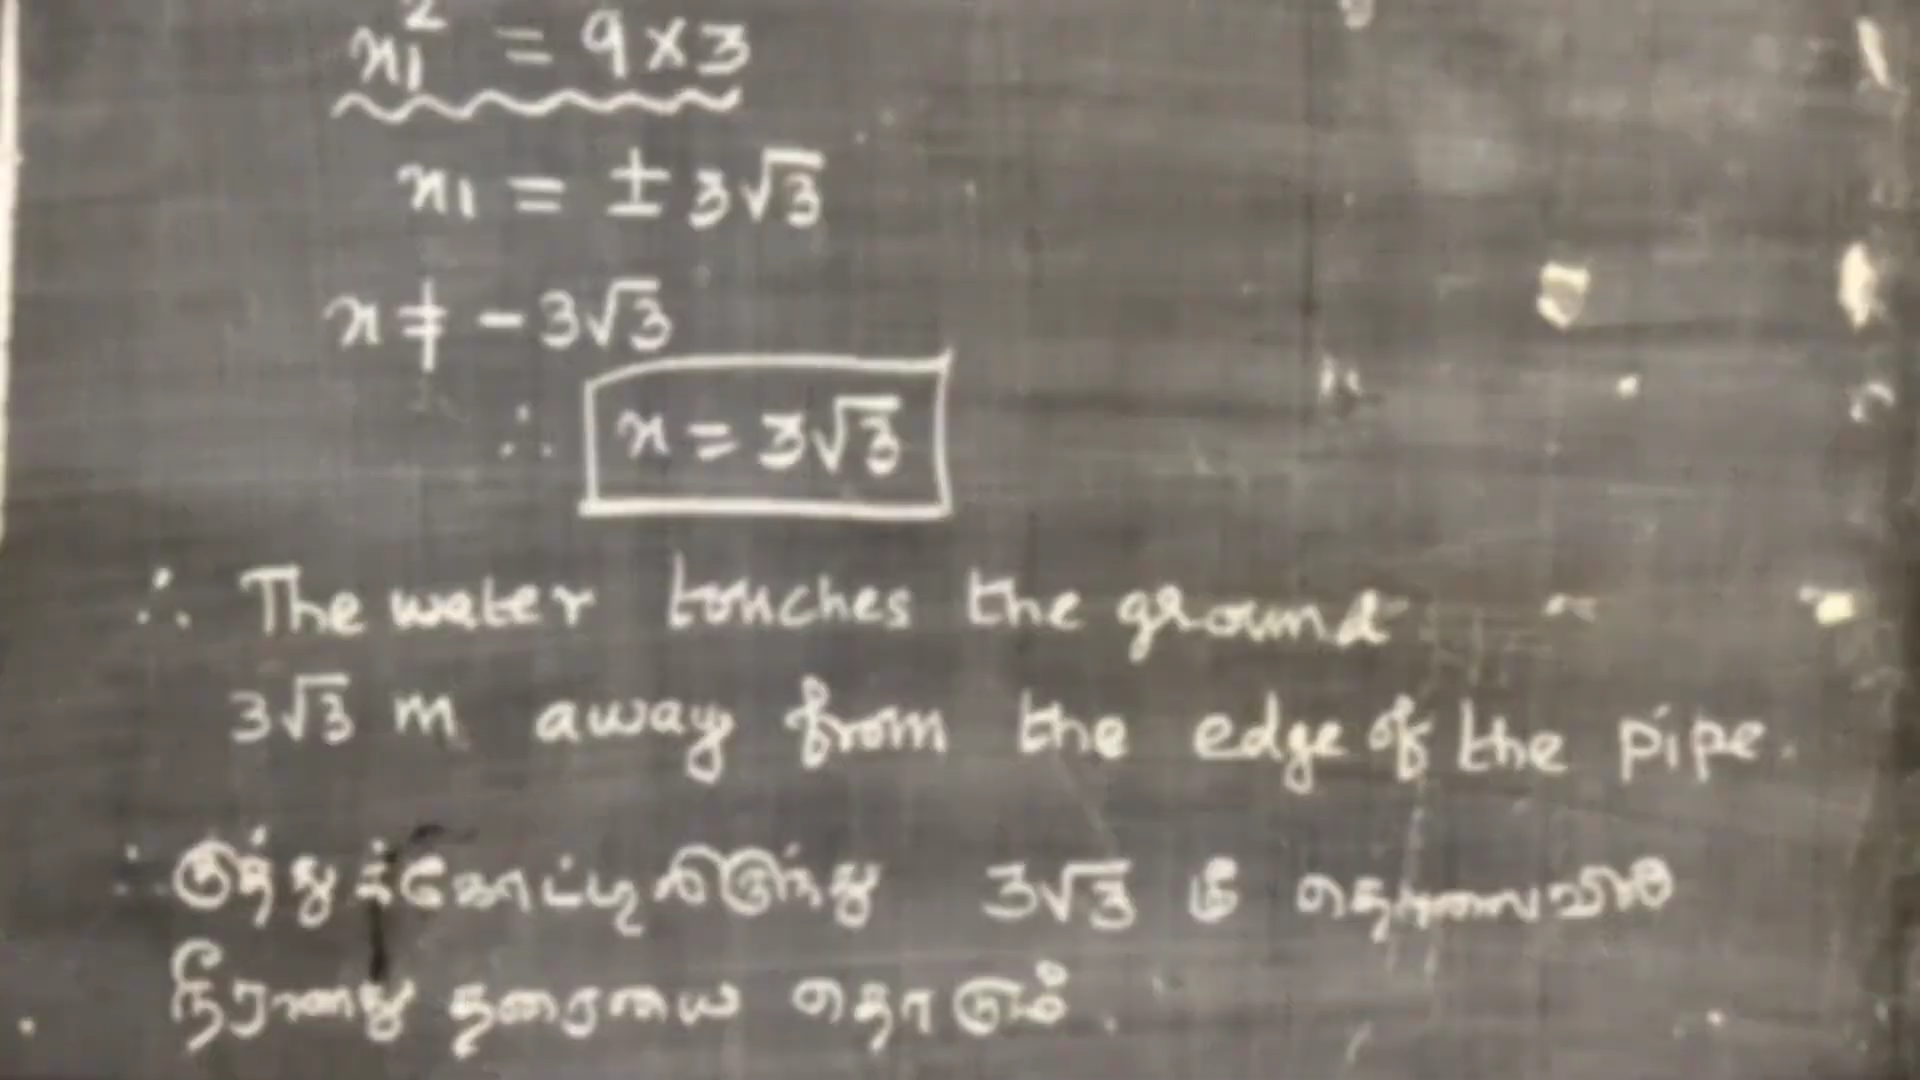 x₁² = 9 × 3
x₁ = ± 3√3
x ≠ - 3√3
∴ x = 3√3
∴ The water touches the ground
3√3 m away from the edge of the pipe.
∴ குத்துக்கோட்டிலிருந்து 3√3 மீ தொலைவில்
நீரானது தரையை தொடும்.